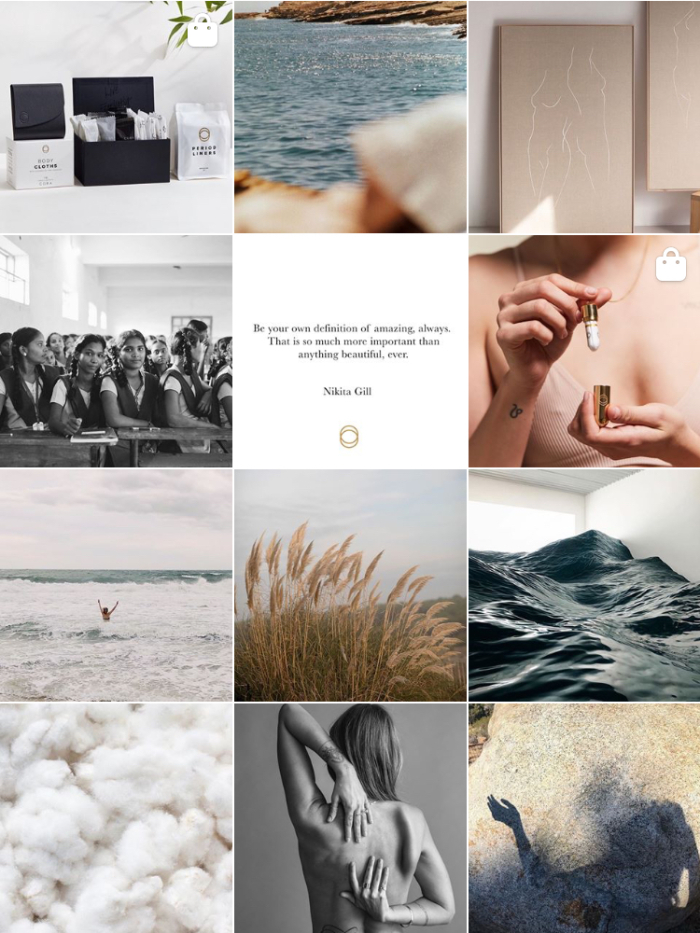 BODY
CLOTHS
PERIOD
LINERS
Be your own definition of amazing, always.
That is so much more important than
anything beautiful, ever.
Nikita Gill